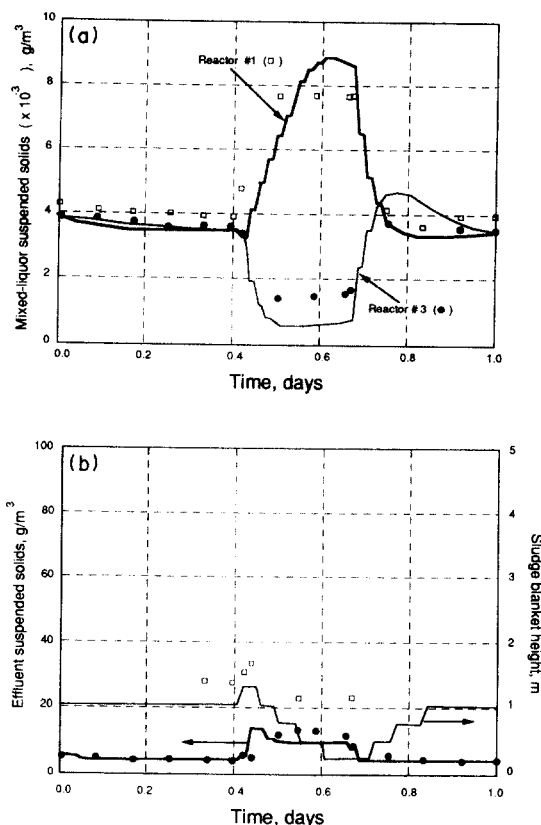 (a)
Mixed-liquor suspended solids (x 10⁻³), g/m³
10
8
6
4
2
0
Reactor #1 (□)
Reactor #3 (●)
0.0 0.2 0.4 0.6 0.8 1.0
Time, days
(b)
Effluent suspended solids, g/m³
100
80
60
40
20
0
5
4
3
2
1
0
Sludge blanket height, m
0.0 0.2 0.4 0.6 0.8 1.0
Time, days